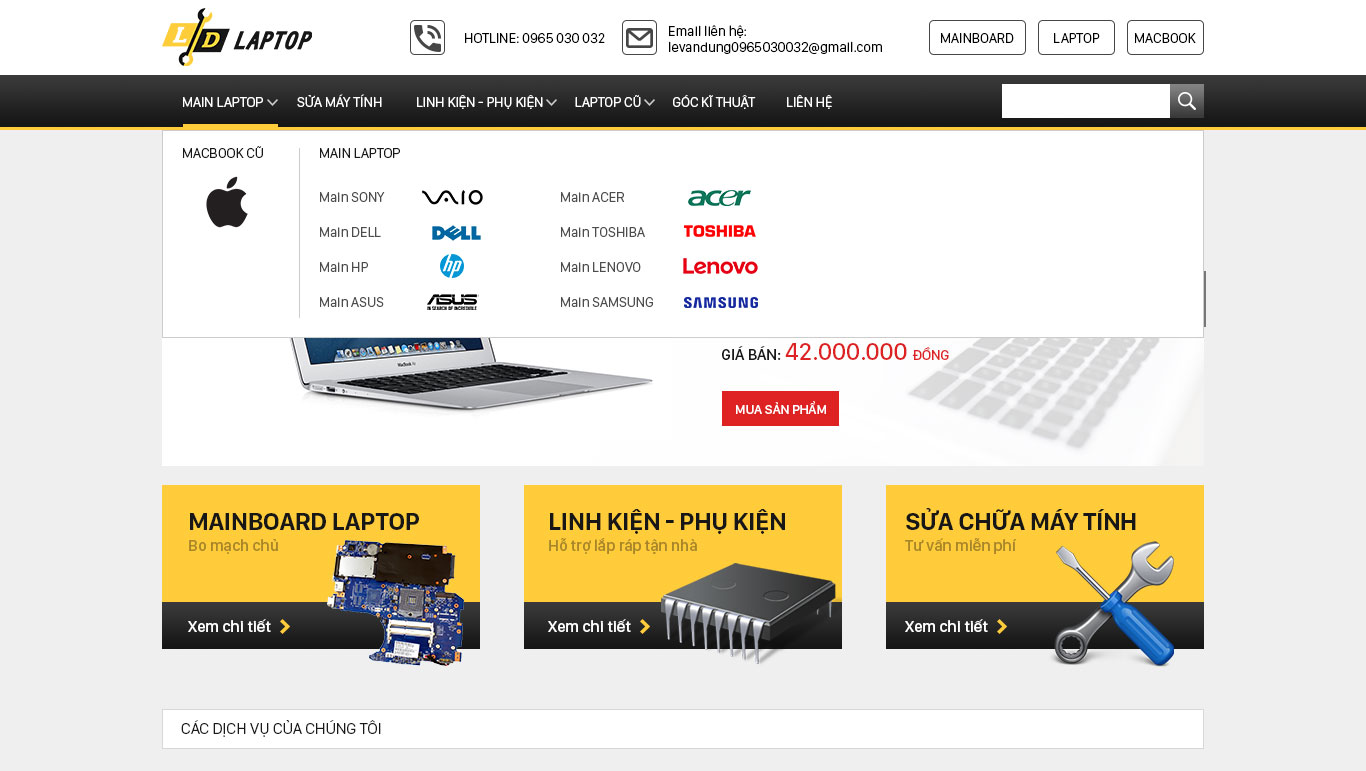 LD LAPTOP
HOTLINE: 0965 030 032
Email liên hệ:
levandung0965030032@gmail.com
MAINBOARD
LAPTOP
MACBOOK
MAIN LAPTOP
SỬA MÁY TÍNH
LINH KIỆN - PHỤ KIỆN
LAPTOP CŨ
GÓC KĨ THUẬT
LIÊN HỆ
MACBOOK CŨ
MAIN LAPTOP
Main SONY
VAIO
Main ACER
acer
Main DELL
DELL
Main TOSHIBA
TOSHIBA
Main HP
hp
Main LENOVO
Lenovo
Main ASUS
ASUS
IN SEARCH OF INCREDIBLE
Main SAMSUNG
SAMSUNG
MacBook Air
GIÁ BÁN: 42.000.000 ĐỒNG
MUA SẢN PHẨM
MAINBOARD LAPTOP
Bo mạch chủ
Xem chi tiết
LINH KIỆN - PHỤ KIỆN
Hỗ trợ lắp ráp tận nhà
Xem chi tiết
SỬA CHỮA MÁY TÍNH
Tư vấn miễn phí
Xem chi tiết
CÁC DỊCH VỤ CỦA CHÚNG TÔI